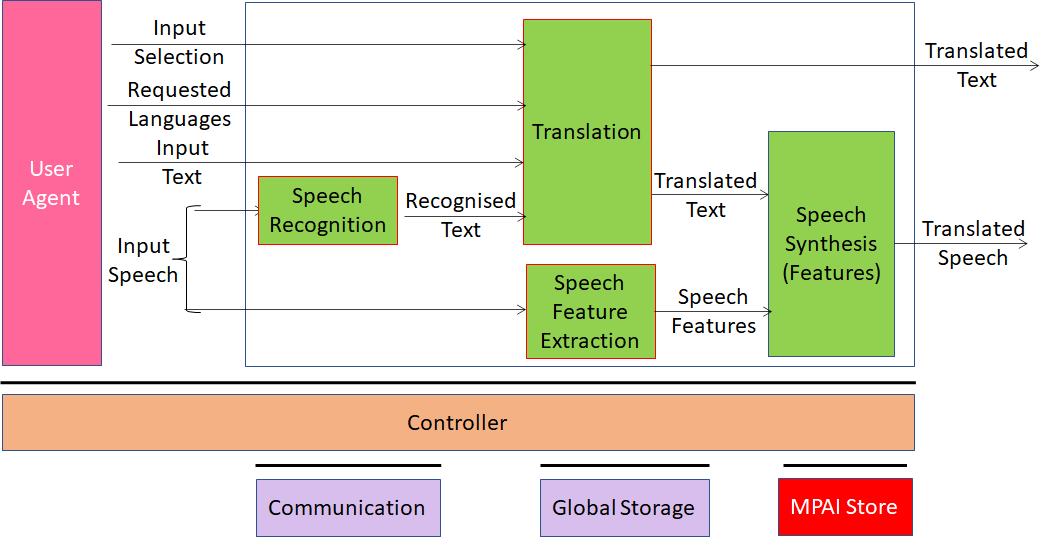 Input
Selection
Requested
Languages
Input
Text
User
Agent
Input
Speech
Speech
Recognition
Recognised
Text
Translation
Translated
Text
Translated
Text
Speech
Feature
Extraction
Speech
Features
Speech
Synthesis
(Features)
Translated
Speech
Controller
Communication
Global Storage
MPAI Store